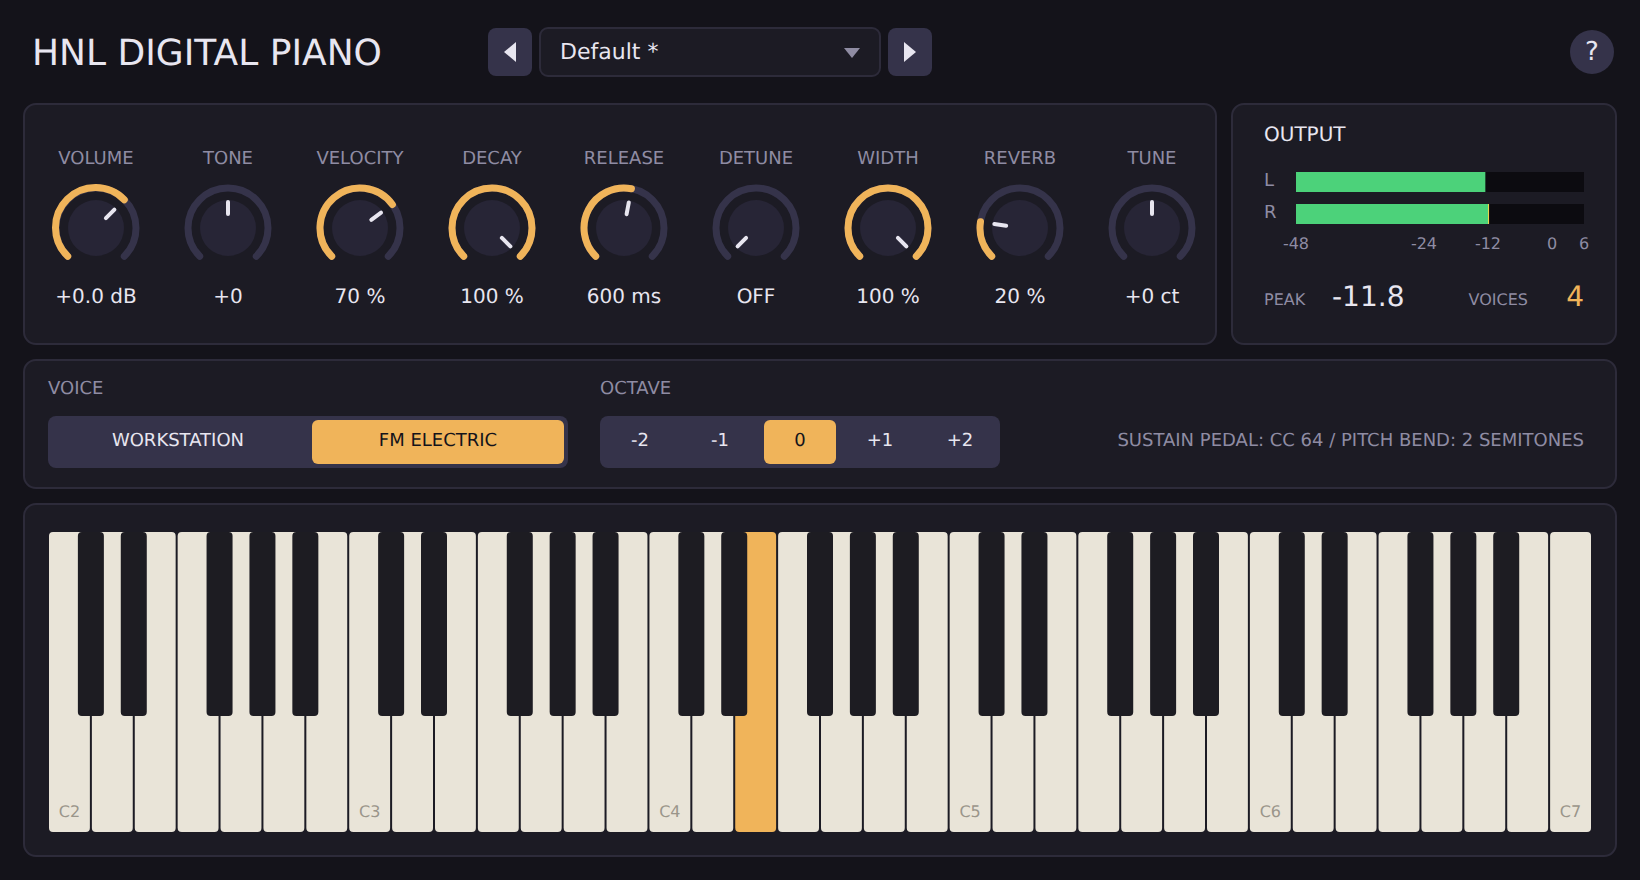 HNL DIGITAL PIANO
Default *
?
VOLUME TONE VELOCITY DECAY RELEASE DETUNE WIDTH REVERB TUNE
+0.0 dB +0 70 % 100 % 600 ms OFF 100 % 20 % +0 ct
OUTPUT
L
R
-48 -24 -12 0 6
PEAK -11.8 VOICES 4
VOICE
WORKSTATION FM ELECTRIC
OCTAVE
-2 -1 0 +1 +2
SUSTAIN PEDAL: CC 64 / PITCH BEND: 2 SEMITONES
C2 C3 C4 C5 C6 C7